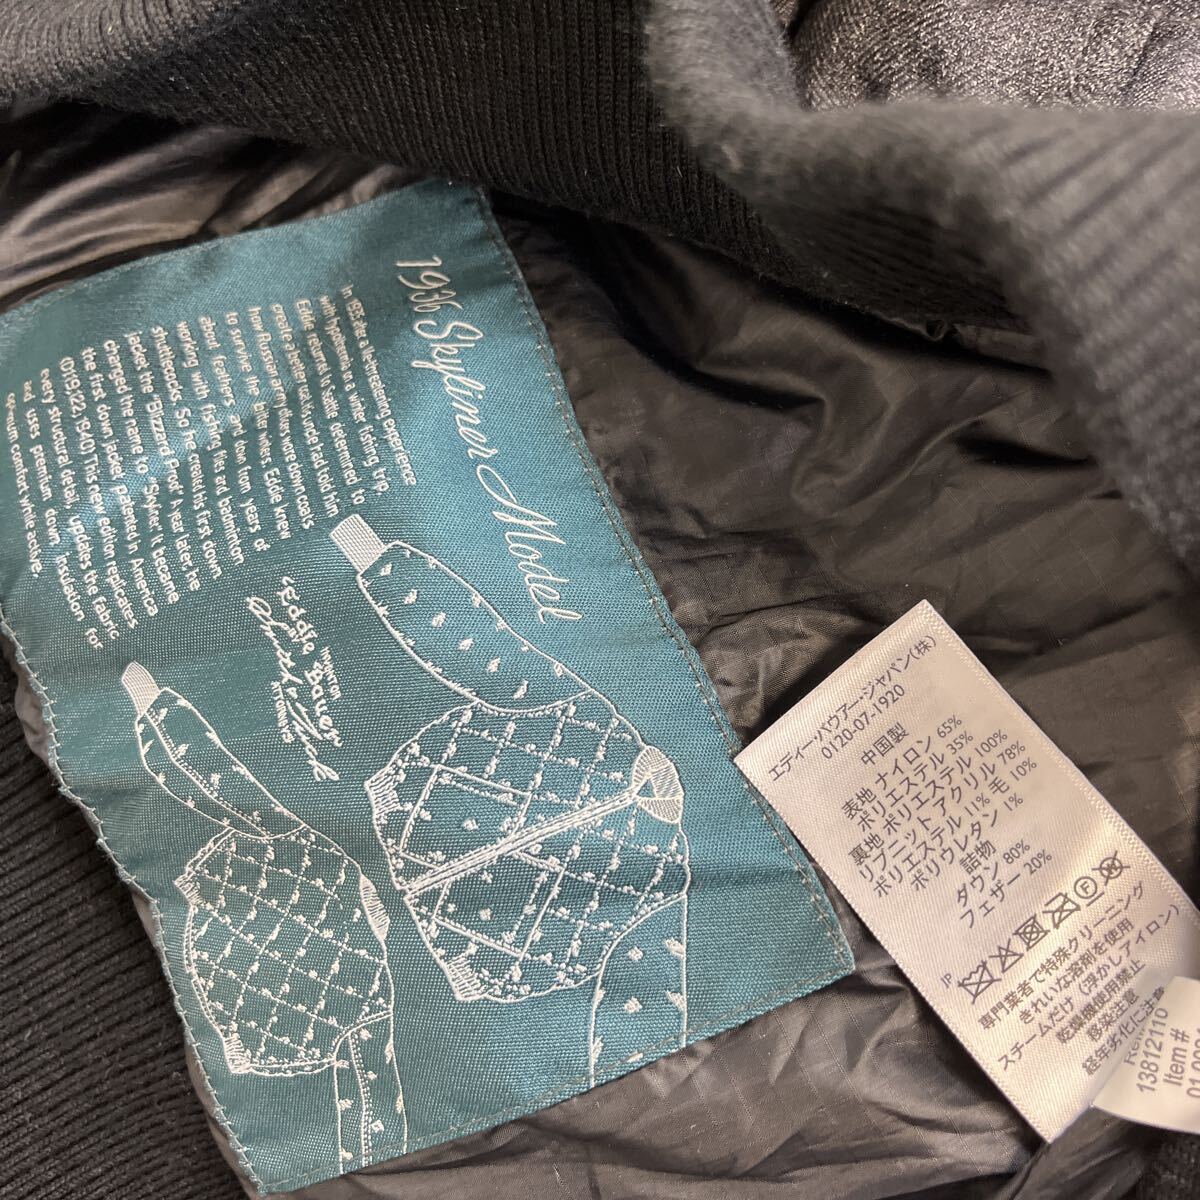 1936 Skyliner Model
In 1935, after a life-threatening experience
with hypothermia on a winter fishing trip,
Eddie returned to Seattle determined to
create a better coat. His uncle had told him
how Russian army officers wore down coats
to survive the bitter winters. Eddie knew
about feathers and down from years of
working with fishing flies and badminton
shuttlecocks. So he created his first down
jacket the "Blizzard Proof" A year later, he
changed the name to "Skyliner" it became
the first down jacket patented in America
(01,19,22,1940) This new edition replicates
every structural detail, updates the fabric
and uses premium down insulation for
comfort while active.
INVENTOR
Eddie Bauer
ATTORNEYS
エディー・バウアー・ジャパン(株)
0120-07-1920
中国製
表地 ナイロン 65%
ポリエステル 35%
裏地 ポリエステル 100%
リブニット アクリル 78%
ポリエステル 11% 毛 10%
ポリウレタン 1%
詰物
ダウン 80%
フェザー 20%
JP
専門業者で特殊クリーニング
きれいな溶剤を使用
スチームだけ (浮かしアイロン)
乾燥機使用禁止
移染注意
経年劣化に注意
13812110
Item #